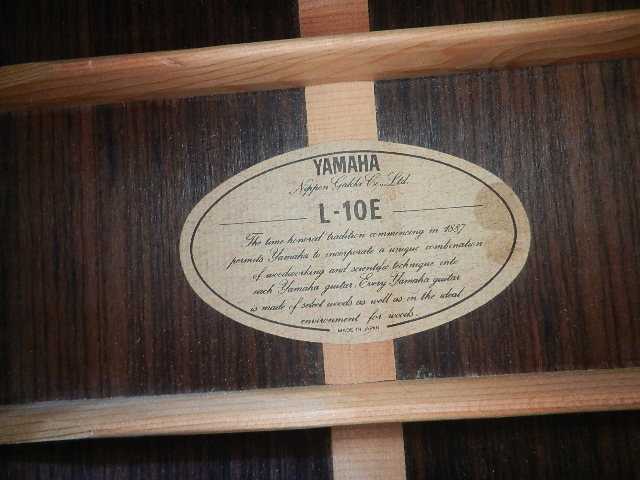 YAMAHA
Nippon Gakki Co., Ltd.
L-10E
The time-honored tradition commencing in 1887
permits Yamaha to incorporate a unique combination
of woodworking and scientific technique into
each Yamaha guitar. Every Yamaha guitar
is made of select woods as well as in the ideal
environment for woods.
MADE IN JAPAN